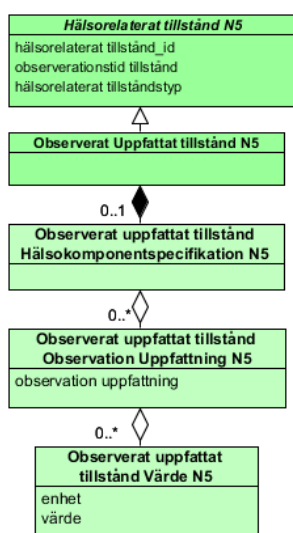 Hälsorelaterat tillstånd N5
hälsorelaterat tillstånd_id
observerationstid tillstånd
hälsorelaterat tillståndstyp
Observerat Uppfattat tillstånd N5
0..1
Observerat uppfattat tillstånd
Hälsokomponentspecifikation N5
0..*
Observerat uppfattat tillstånd
Observation Uppfattning N5
observation uppfattning
0..*
Observerat uppfattat
tillstånd Värde N5
enhet
värde